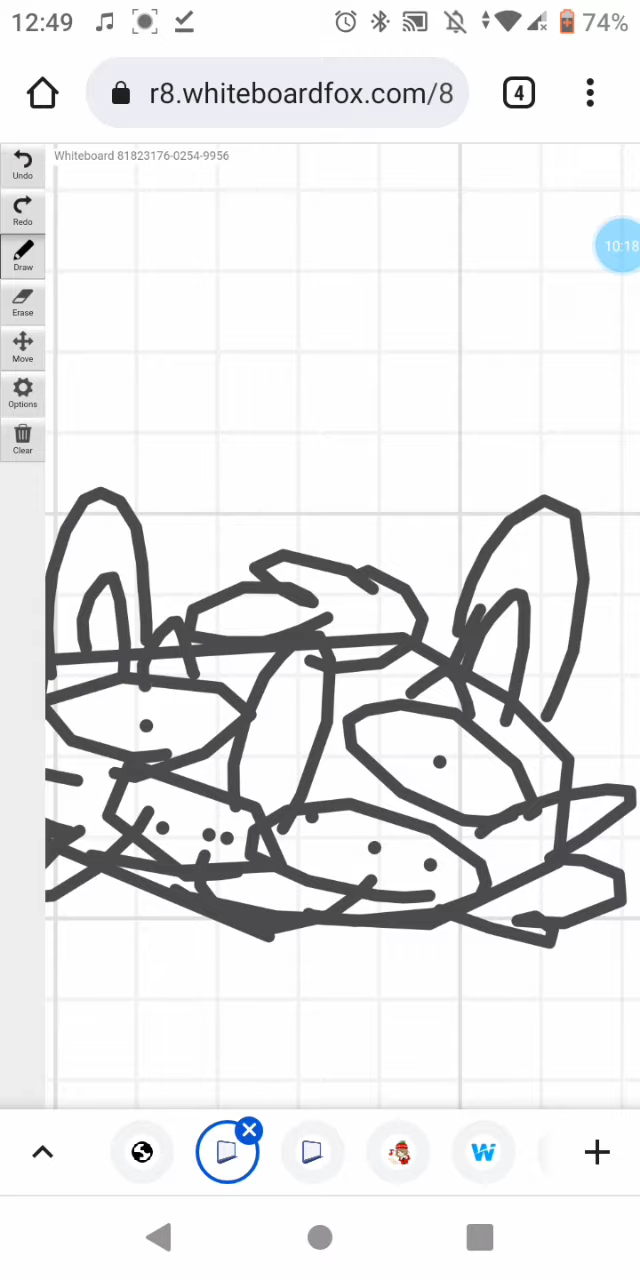 12:49
74%
r8.whiteboardfox.com/8
4
Whiteboard 81823176-0254-9956
Undo
Redo
Draw
Erase
Move
Options
Clear
10:18
W